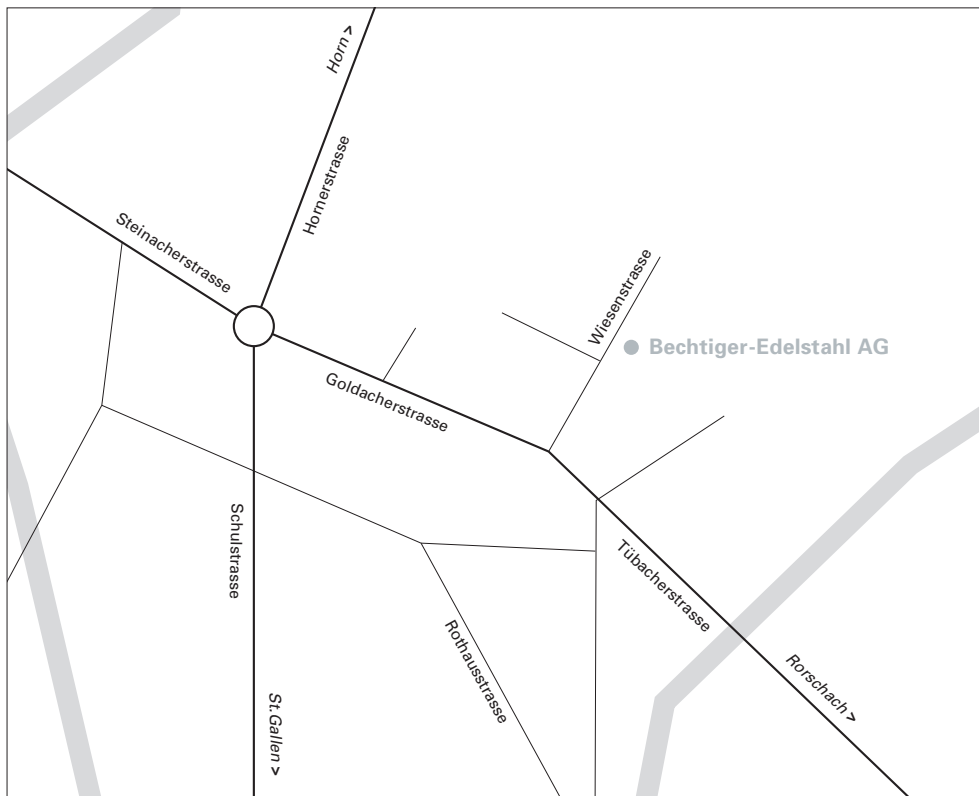 Horn >
Hornerstrasse
Steinacherstrasse
Wiesenstrasse
Bechtiger-Edelstahl AG
Goldacherstrasse
Schulstrasse
Tübacherstrasse
Rothausstrasse
Rorschach >
St.Gallen >